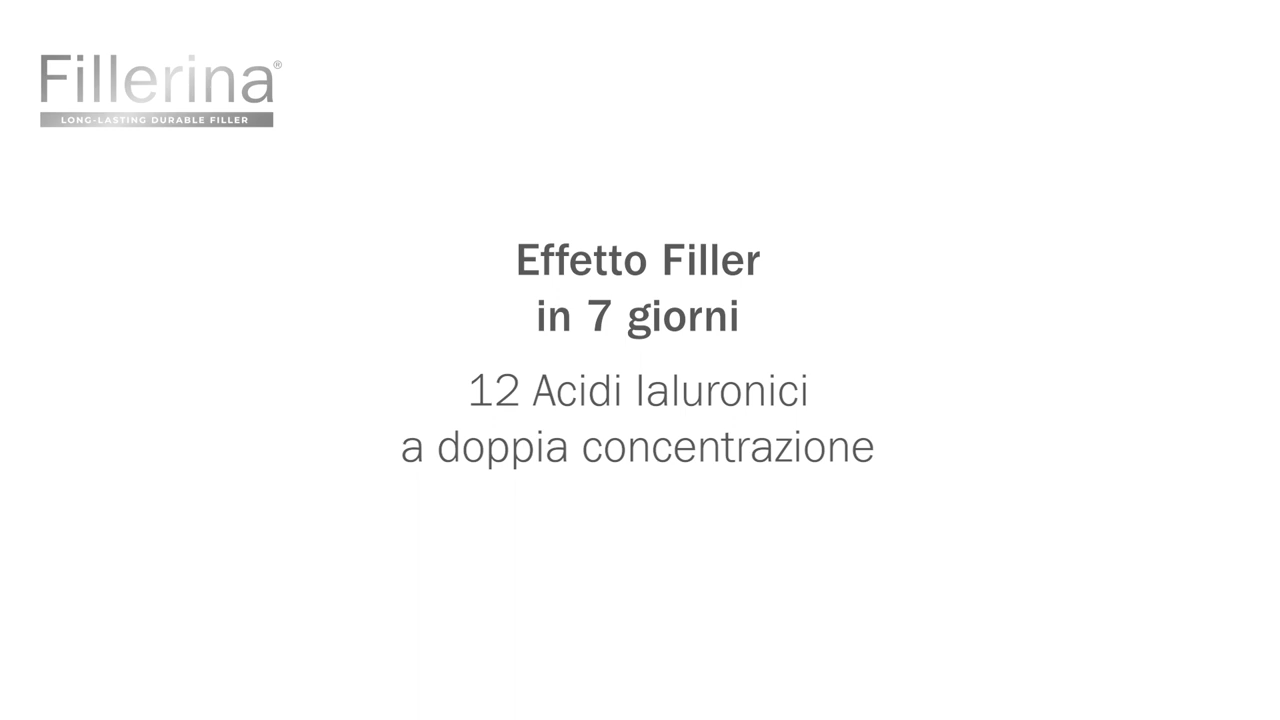 Fillerina®
LONG-LASTING DURABLE FILLER
Effetto Filler
in 7 giorni
12 Acidi Ialuronici
a doppia concentrazione